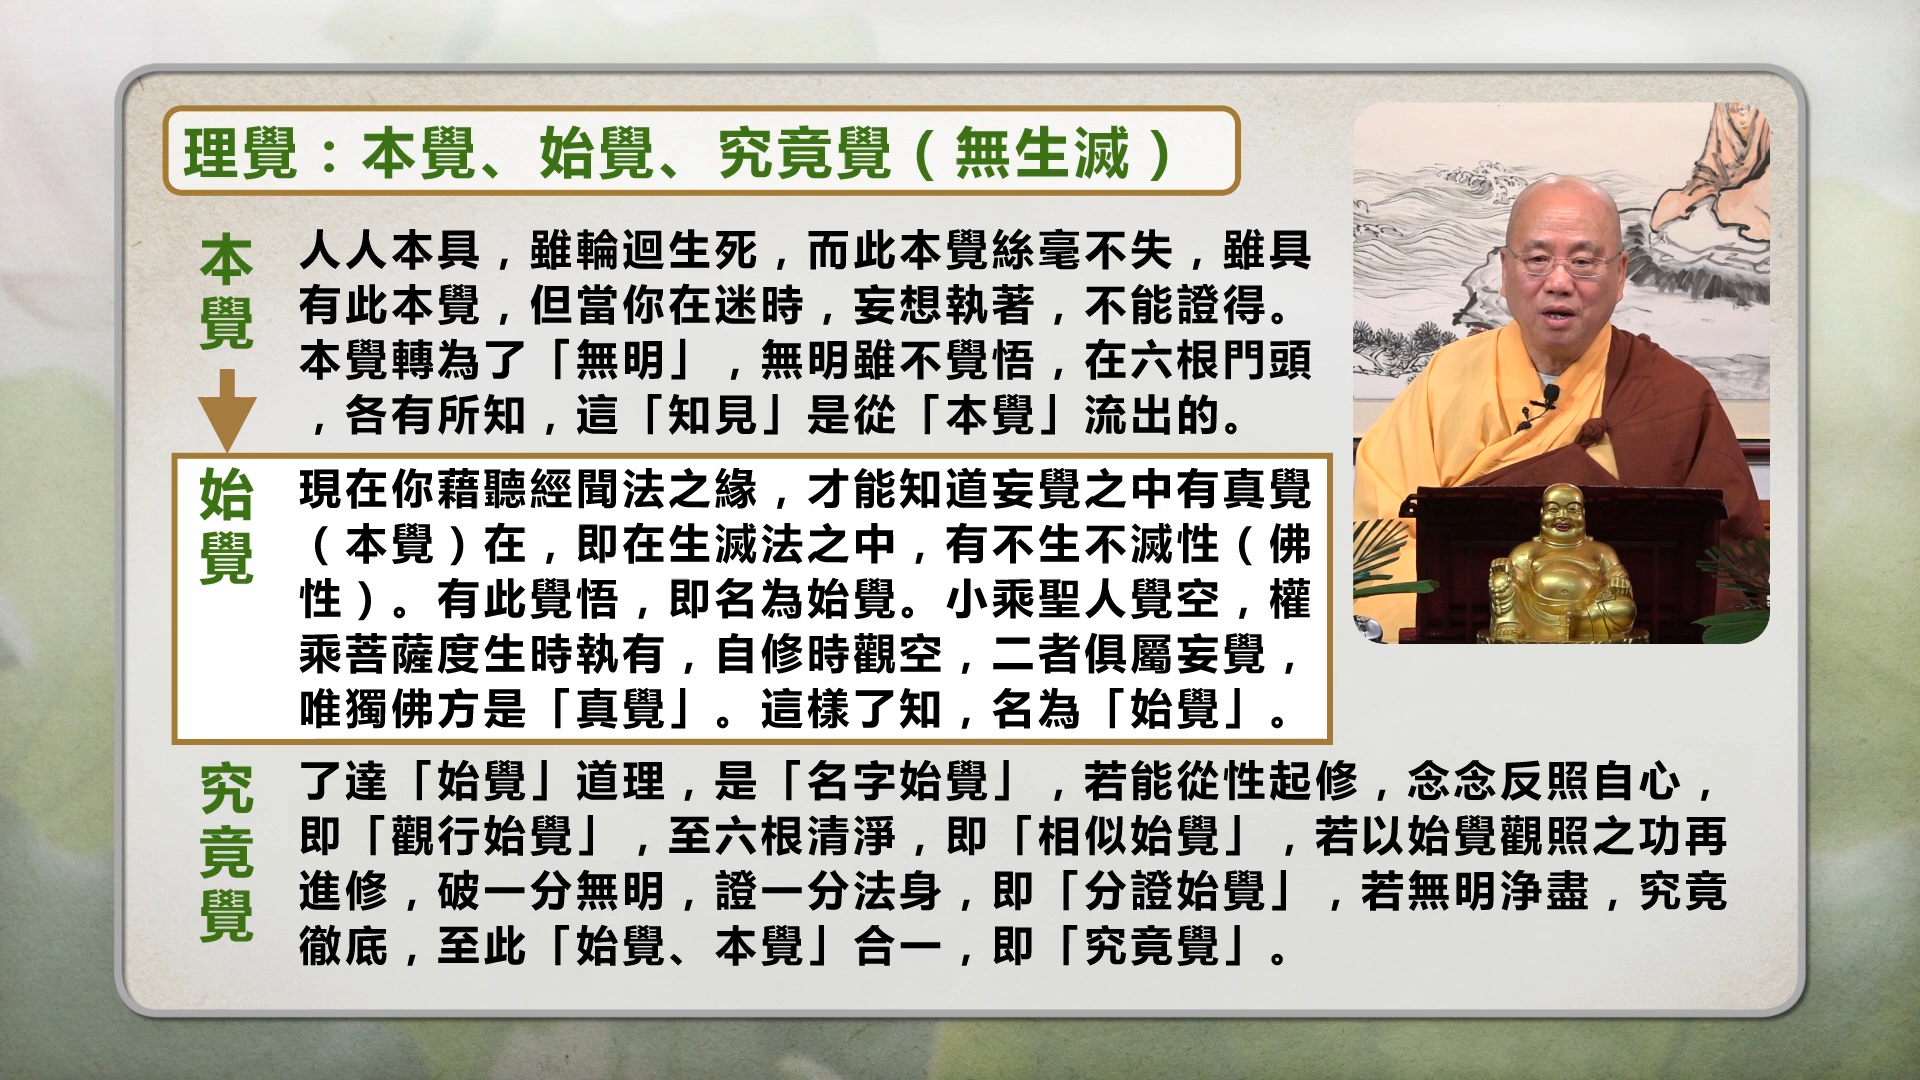 理覺：本覺、始覺、究竟覺（無生滅）
本覺
人人本具，雖輪迴生死，而此本覺絲毫不失，雖具
有此本覺，但當你在迷時，妄想執著，不能證得。
本覺轉為了「無明」，無明雖不覺悟，在六根門頭
，各有所知，這「知見」是從「本覺」流出的。
始覺
現在你藉聽經聞法之緣，才能知道妄覺之中有真覺
（本覺）在，即在生滅法之中，有不生不滅性（佛
性）。有此覺悟，即名為始覺。小乘聖人覺空，權
乘菩薩度生時執有，自修時觀空，二者俱屬妄覺，
唯獨佛方是「真覺」。這樣了知，名為「始覺」。
究竟覺
了達「始覺」道理，是「名字始覺」，若能從性起修，念念反照自心，
即「觀行始覺」，至六根清淨，即「相似始覺」，若以始覺觀照之功再
進修，破一分無明，證一分法身，即「分證始覺」，若無明浄盡，究竟
徹底，至此「始覺、本覺」合一，即「究竟覺」。